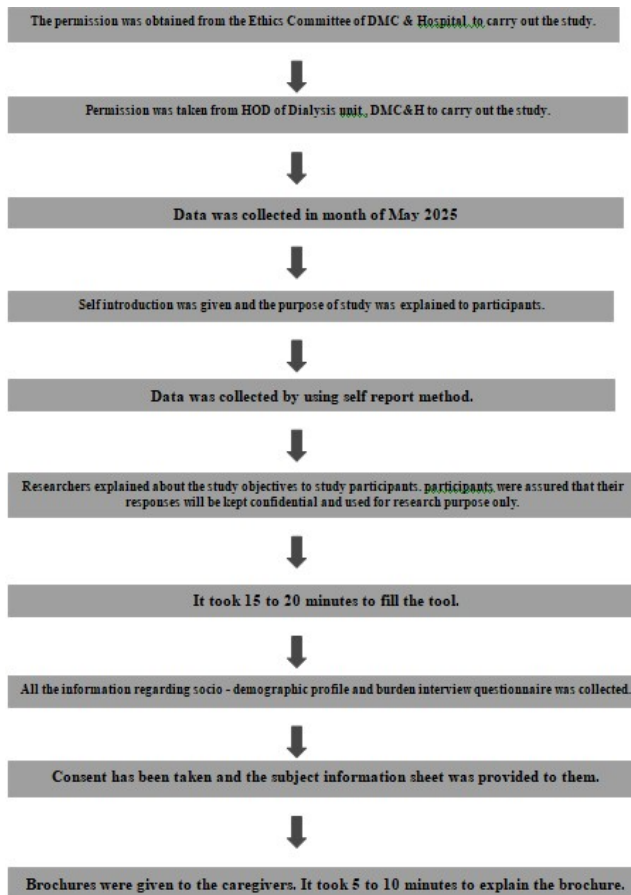 The permission was obtained from the Ethics Committee of DMC & Hospital to carry out the study.
Permission was taken from HOD of Dialysis unit, DMC&H to carry out the study.
Data was collected in month of May 2025
Self introduction was given and the purpose of study was explained to participants.
Data was collected by using self report method.
Researchers explained about the study objectives to study participants. participants were assured that their
responses will be kept confidential and used for research purpose only.
It took 15 to 20 minutes to fill the tool.
All the information regarding socio - demographic profile and burden interview questionnaire was collected.
Consent has been taken and the subject information sheet was provided to them.
Brochures were given to the caregivers. It took 5 to 10 minutes to explain the brochure.